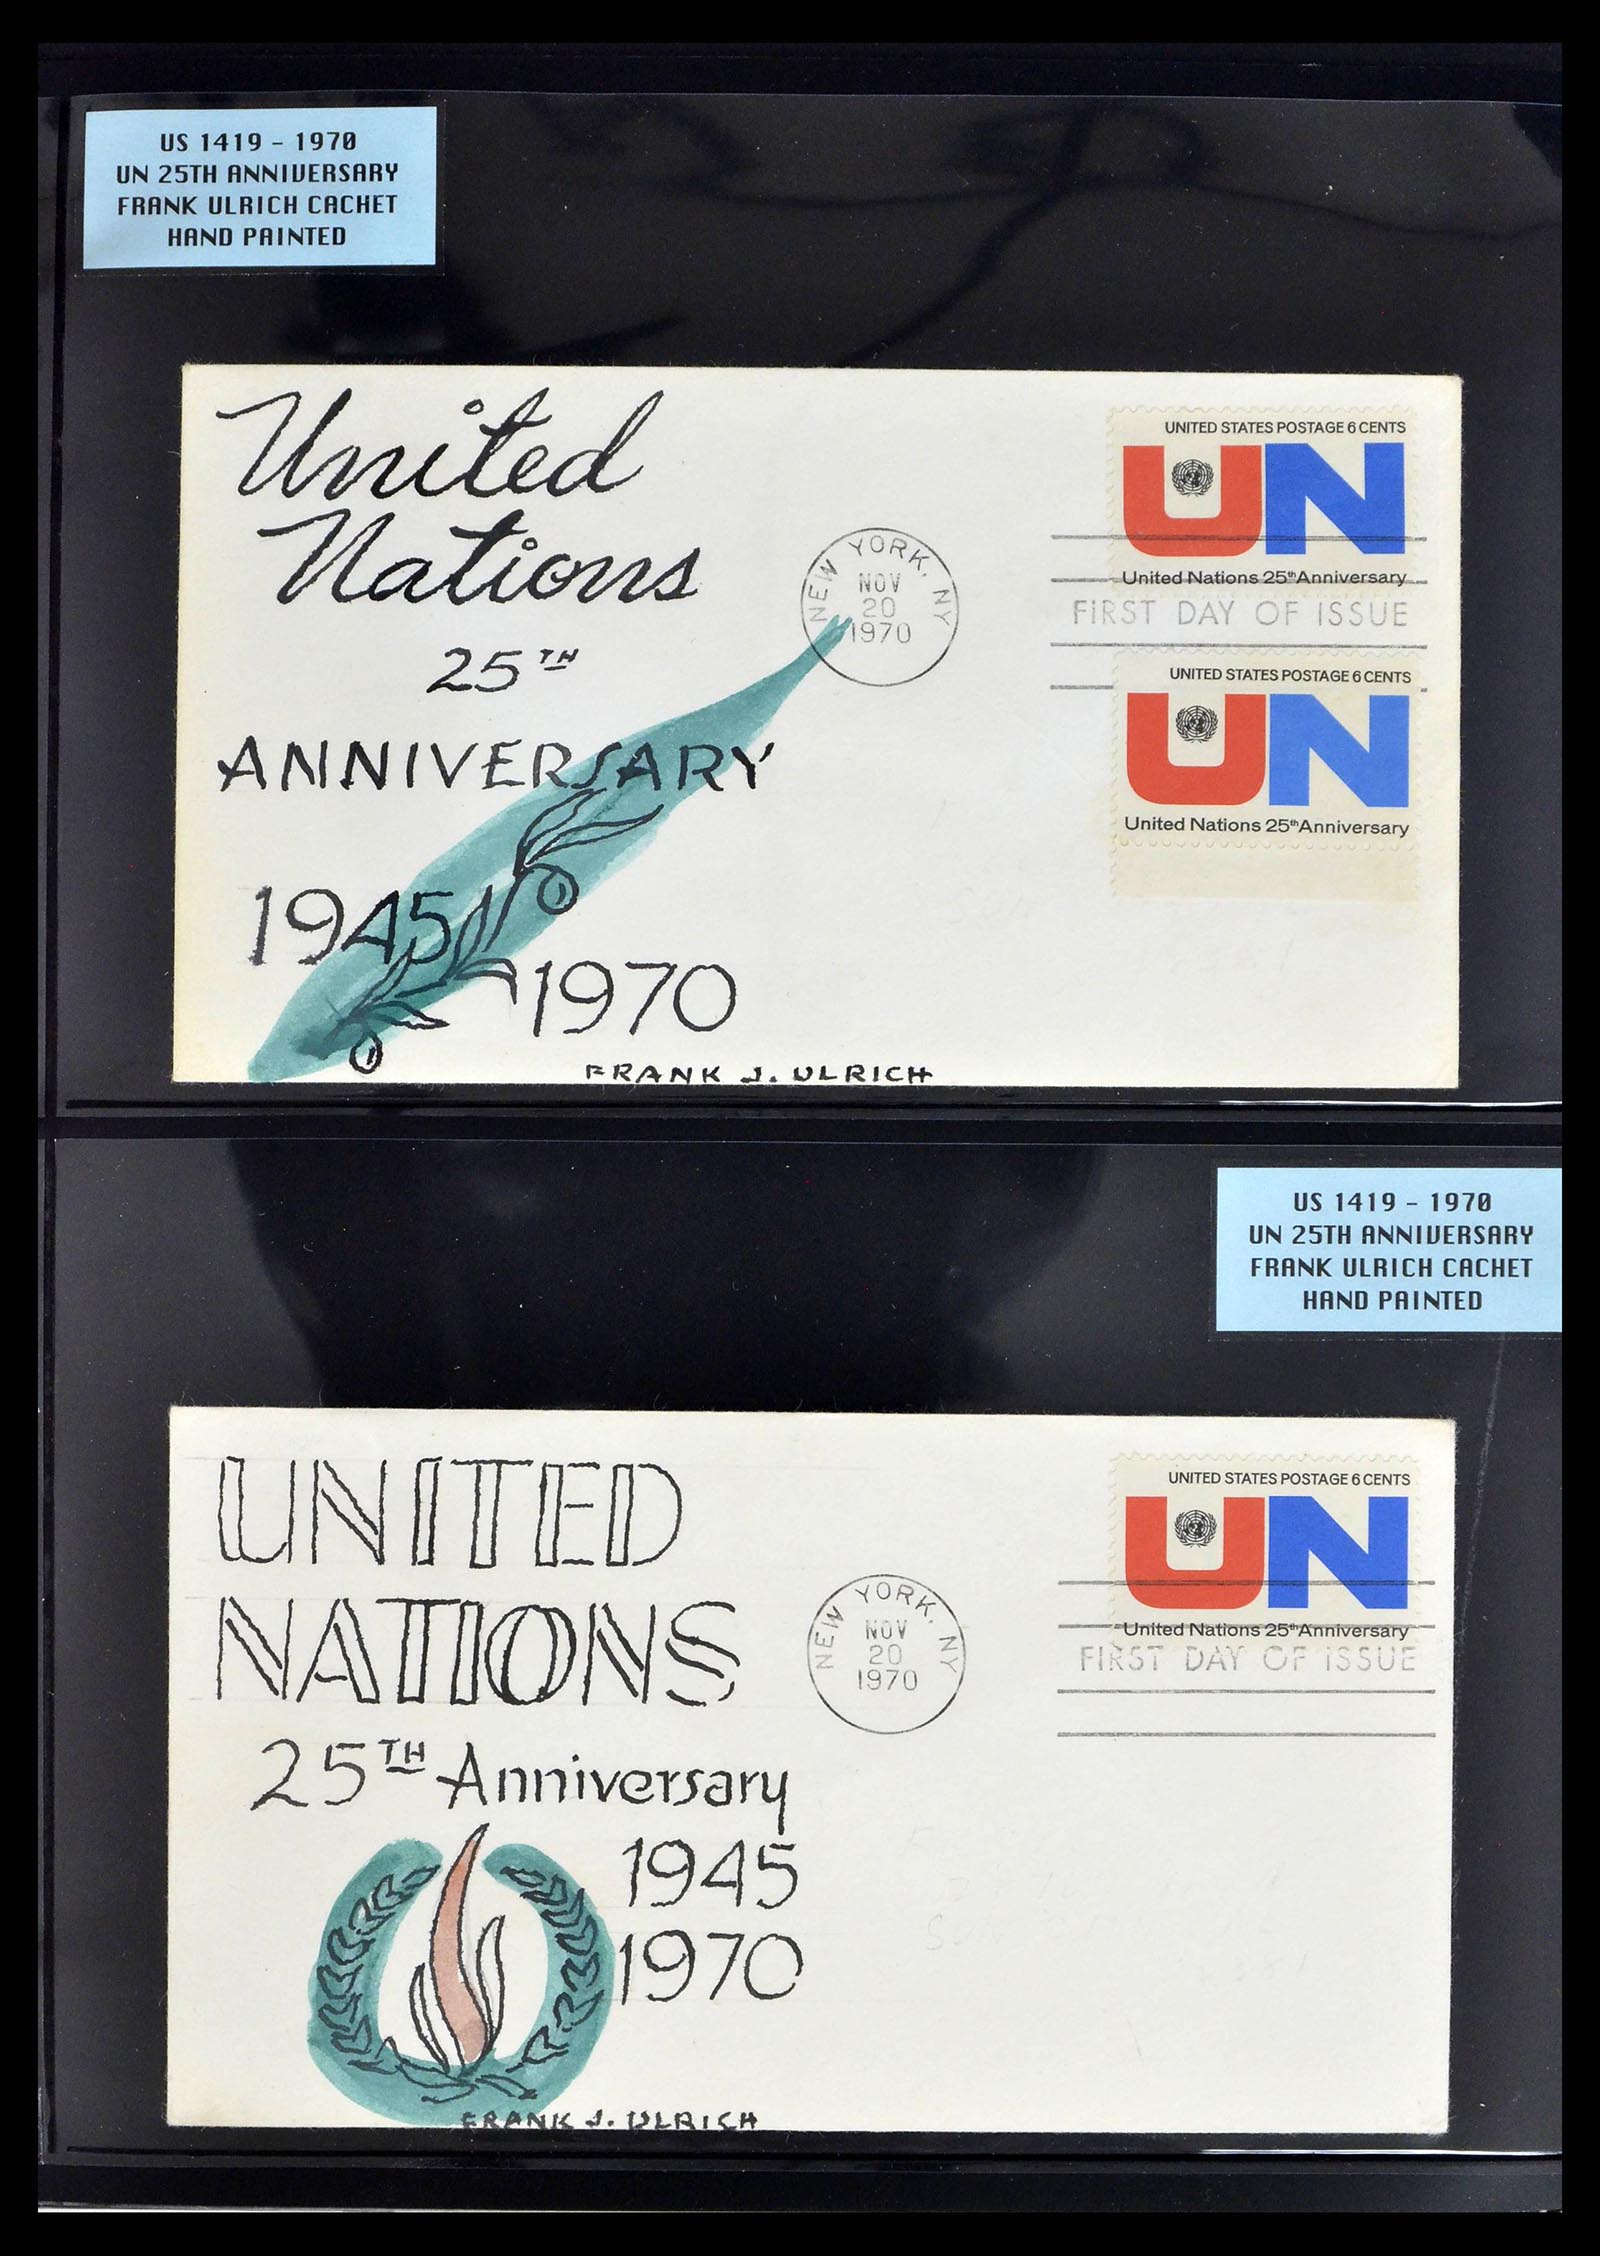 US 1419 - 1970
UN 25TH ANNIVERSARY
FRANK ULRICH CACHET
HAND PAINTED
United
Nations
25TH
ANNIVERSARY
1945
1970
FRANK J. ULRICH
NEW YORK, NY
NOV
20
1970
UNITED STATES POSTAGE 6 CENTS
UN
United Nations 25th Anniversary
FIRST DAY OF ISSUE
UNITED STATES POSTAGE 6 CENTS
UN
United Nations 25th Anniversary
US 1419 - 1970
UN 25TH ANNIVERSARY
FRANK ULRICH CACHET
HAND PAINTED
UNITED
NATIONS
25TH Anniversary
1945
1970
FRANK J. ULRICH
NEW YORK, NY
NOV
20
1970
UNITED STATES POSTAGE 6 CENTS
UN
United Nations 25th Anniversary
FIRST DAY OF ISSUE